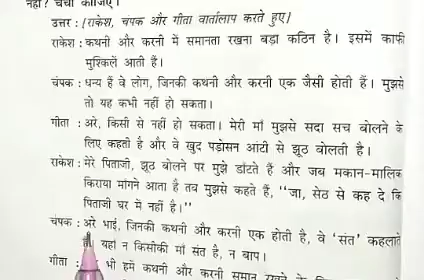 नहीं? चर्चा कीजिए।
उत्तर : [राकेश, चंपक और गीता वार्तालाप करते हुए]
राकेश : कथनी और करनी में समानता रखना बड़ा कठिन है। इसमें काफी
मुश्किलें आती हैं।
चंपक : धन्य हैं वे लोग, जिनकी कथनी और करनी एक जैसी होती हैं। मुझसे
तो यह कभी नहीं हो सकता।
गीता : अरे, किसी से नहीं हो सकता। मेरी माँ मुझसे सदा सच बोलने के
लिए कहती है और वे खुद पड़ोसन आंटी से झूठ बोलती है।
राकेश : मेरे पिताजी, झूठ बोलने पर मुझे डाँटते हैं और जब मकान-मालिक
किराया माँगने आता है तब मुझसे कहते हैं, "जा, सेठ से कह दे कि
पिताजी घर में नहीं है।"
चंपक : अरे भाई, जिनकी कथनी और करनी एक होती है, वे 'संत' कहलाते
हैं। यहाँ न किसीकी माँ संत है, न बाप।
गीता : भी हमें कथनी और करनी समान रखने के